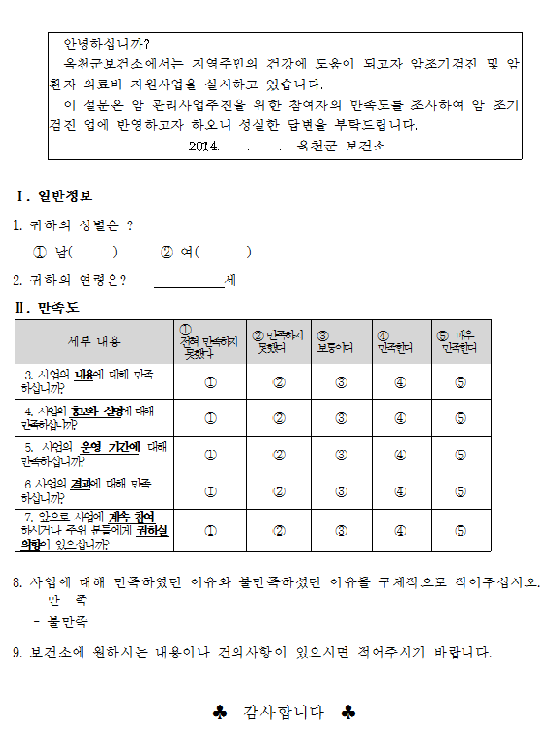 안녕하십니까?
옥천군보건소에서는 지역주민의 건강에 도움이 되고자 암조기검진 및 암
환자 의료비 지원사업을 실시하고 있습니다.
이 설문은 암 관리사업추진을 위한 참여자의 만족도를 조사하여 암 조기
검진 업에 반영하고자 하오니 성실한 답변을 부탁드립니다.
2014. . . 옥천군 보건소
Ⅰ. 일반정보
1. 귀하의 성별은 ?
① 남( ) ② 여( )
2. 귀하의 연령은? ________세
Ⅱ. 만족도
세부 내용 ① 전혀 만족하지 못했다 ② 만족하지 못했다 ③ 보통이다 ④ 만족한다 ⑤ 매우 만족한다
3. 사업의 내용에 대해 만족
하십니까? ① ② ③ ④ ⑤
4. 사업의 홍보와 설명에 대해
만족하십니까? ① ② ③ ④ ⑤
5. 사업의 운영 기간에 대해
만족하십니까? ① ② ③ ④ ⑤
6 사업의 결과에 대해 만족
하십니까? ① ② ③ ④ ⑤
7. 앞으로 사업에 계속 참여
하시거나 주위 분들에게 권하실
의향이 있으십니까? ① ② ③ ④ ⑤
8. 사업에 대해 만족하였던 이유와 불만족하셨던 이유를 구체적으로 적어주십시오.
만 족
- 불만족
9. 보건소에 원하시는 내용이나 건의사항이 있으시면 적어주시기 바랍니다.
♣ 감사합니다 ♣